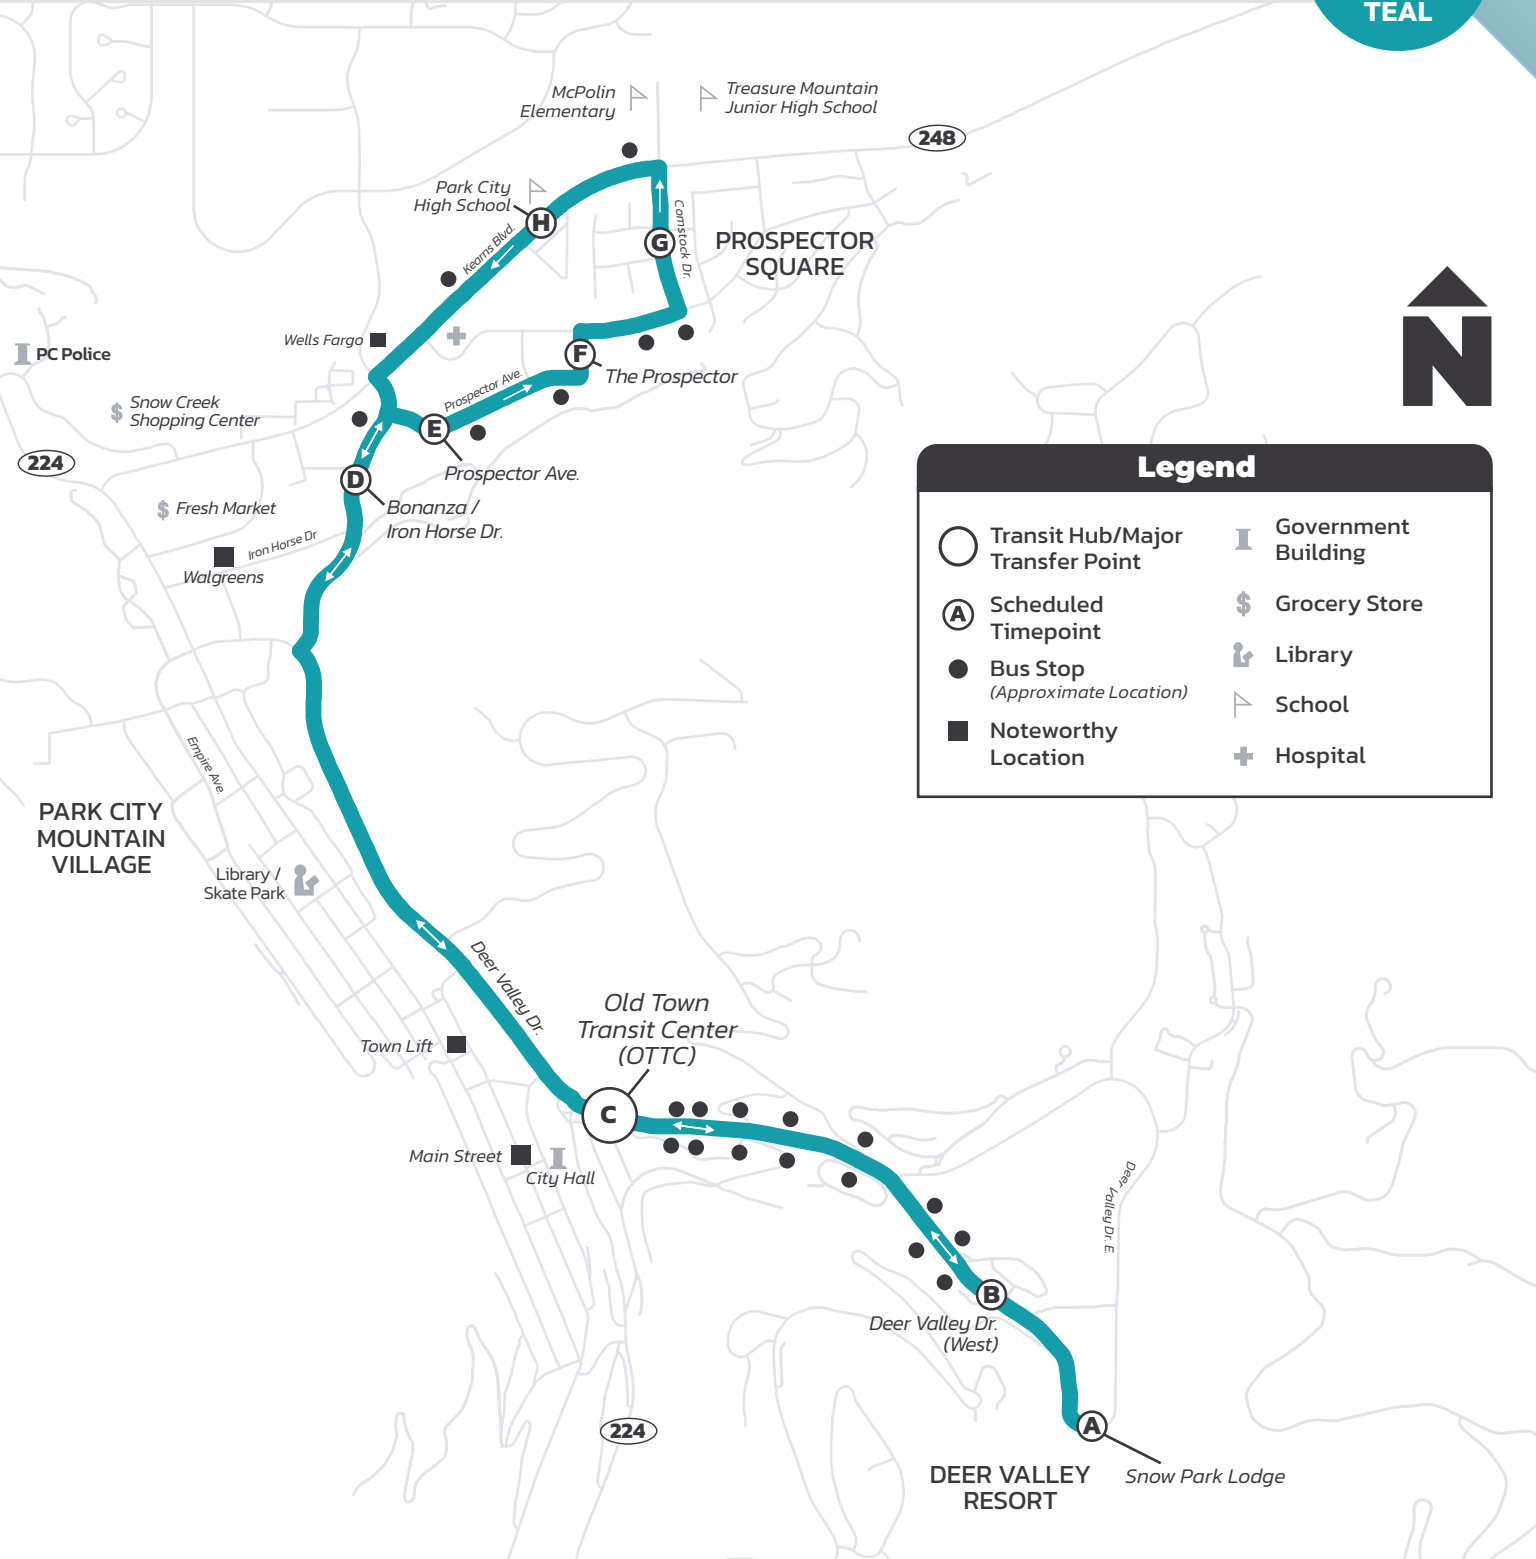 TEAL
McPolin
Elementary
Treasure Mountain
Junior High School
248
Park City
High School
H
Kearns Blvd.
G
Comstock Dr.
PROSPECTOR
SQUARE
Wells Fargo
PC Police
F
The Prospector
Prospector Ave.
Snow Creek
Shopping Center
E
Prospector Ave.
224
D
Bonanza /
Iron Horse Dr.
Fresh Market
Iron Horse Dr
Walgreens
N
Legend
Transit Hub/Major
Transfer Point
A
Scheduled
Timepoint
Bus Stop
(Approximate Location)
Noteworthy
Location
Government
Building
$
Grocery Store
Library
School
Hospital
Empire Ave.
PARK CITY
MOUNTAIN
VILLAGE
Library /
Skate Park
Deer Valley Dr.
Old Town
Transit Center
(OTTC)
Town Lift
C
Main Street
City Hall
Deer Valley Dr. E.
B
Deer Valley Dr.
(West)
224
A
DEER VALLEY
RESORT
Snow Park Lodge